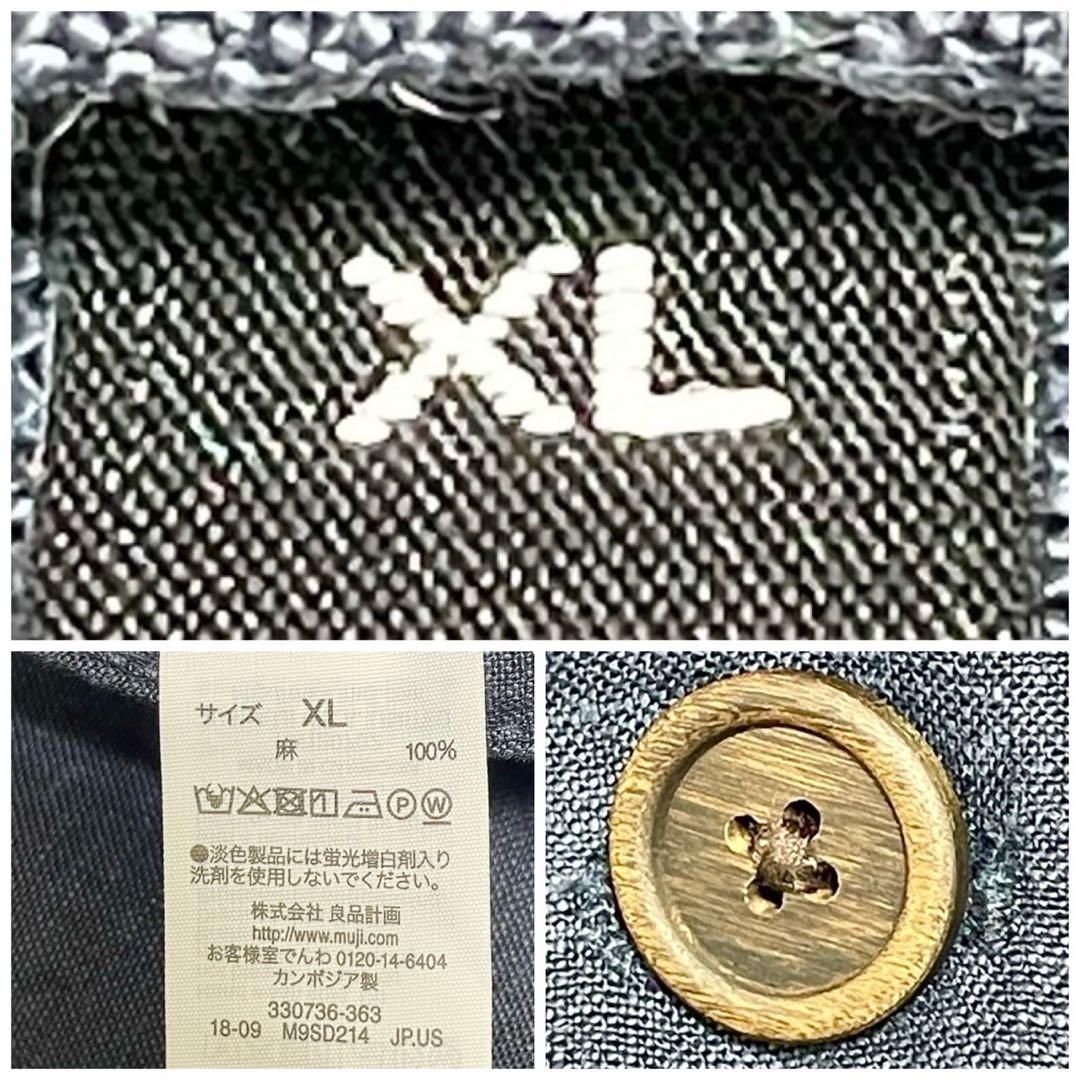 XL
サイズ XL
麻 100%
●淡色製品には蛍光増白剤入り
洗剤を使用しないでください。
株式会社 良品計画
http://www.muji.com
お客様室でんわ 0120-14-6404
カンボジア製
330736-363
18-09 M9SD214 JP.US